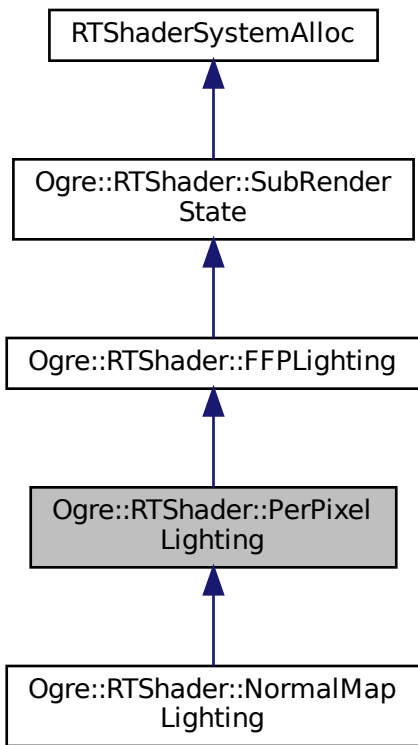 RTShaderSystemAlloc
Ogre::RTShader::SubRender
State
Ogre::RTShader::FFPLighting
Ogre::RTShader::PerPixel
Lighting
Ogre::RTShader::NormalMap
Lighting